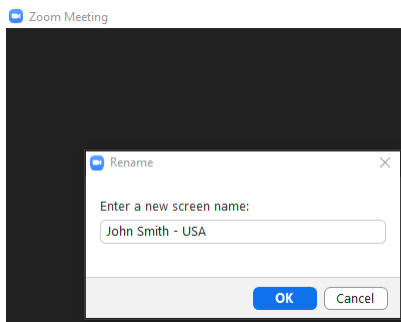 Zoom Meeting
Rename
Enter a new screen name:
John Smith - USA
OK
Cancel